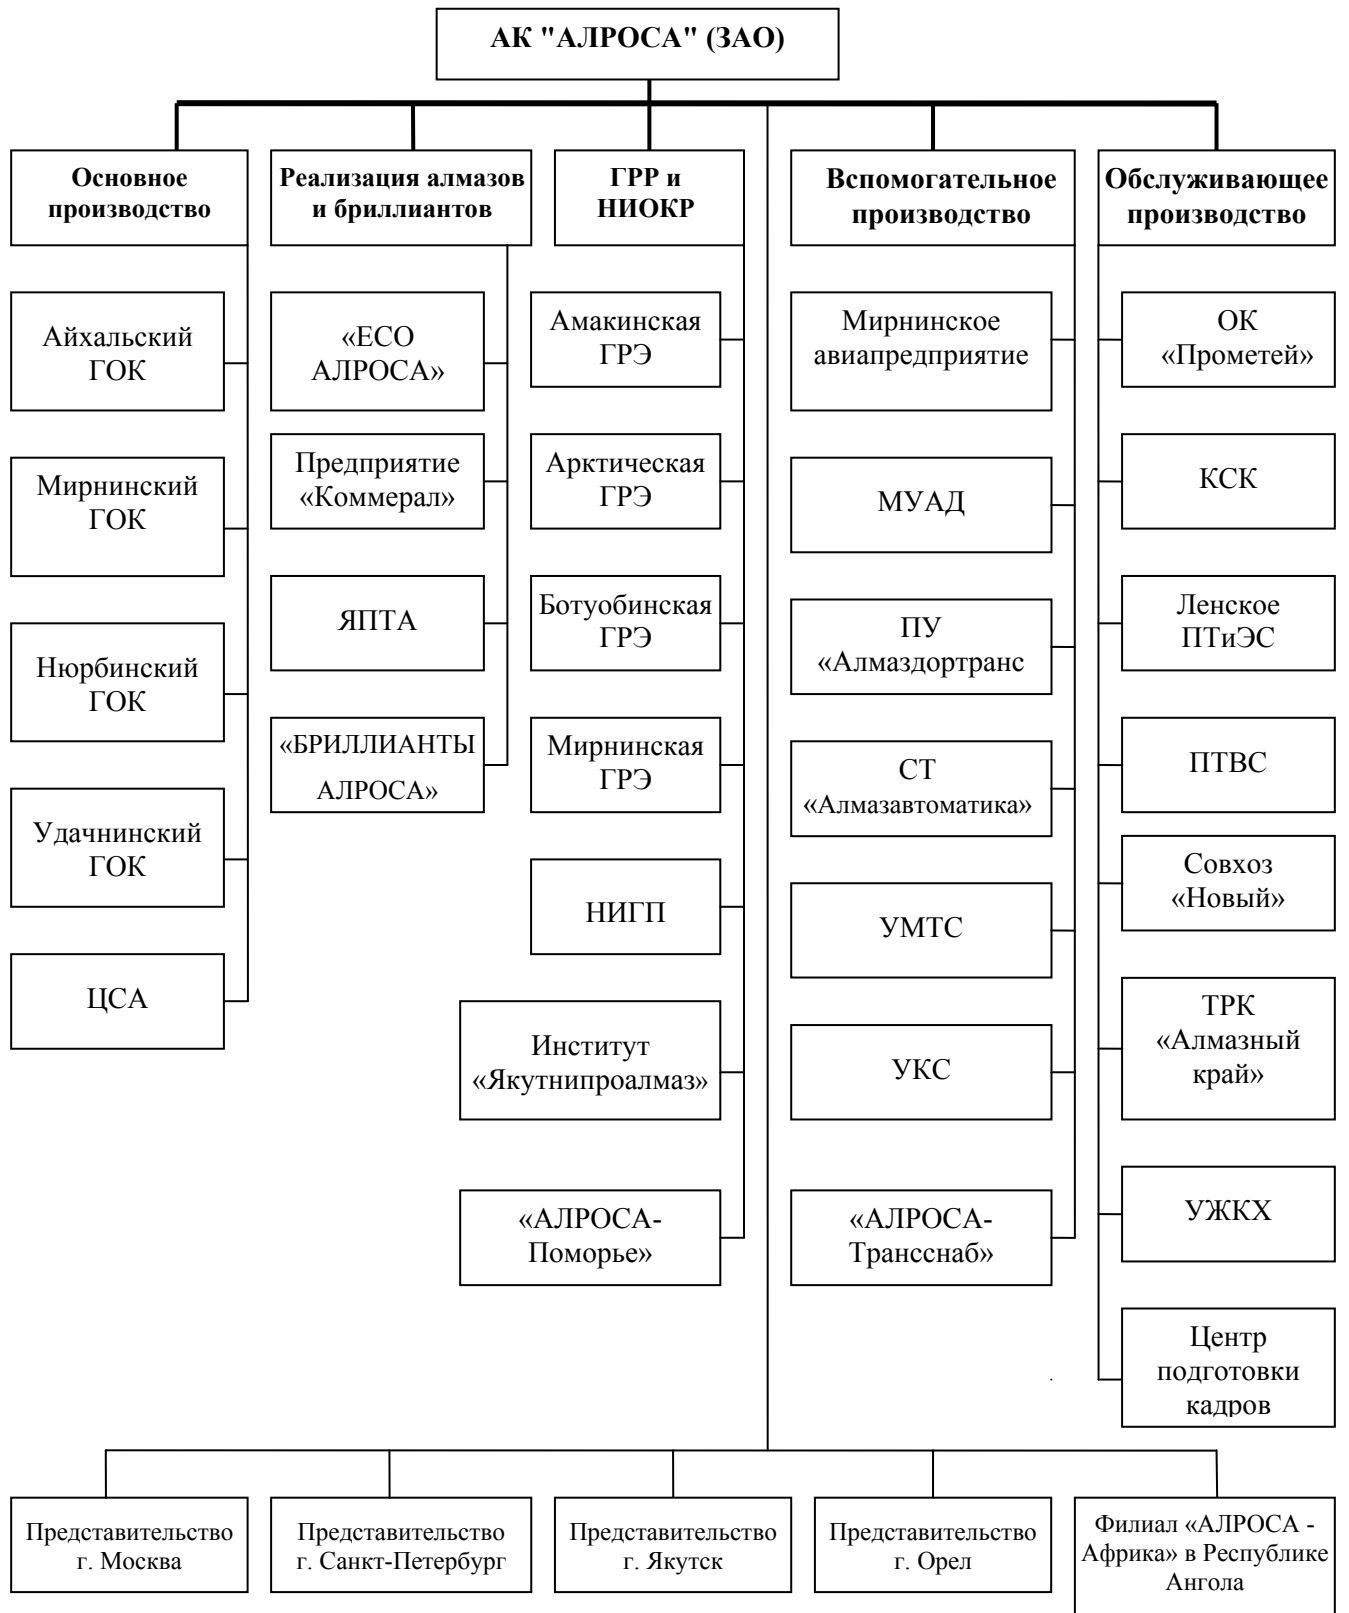 АК "АЛРОСА" (ЗАО)
Основное
производство
Реализация алмазов
и бриллиантов
ГРР и
НИОКР
Вспомогательное
производство
Обслуживающее
производство
Айхальский
ГОК
Мирнинский
ГОК
Нюрбинский
ГОК
Удачнинский
ГОК
ЦСА
«ЕСО
АЛРОСА»
Предприятие
«Коммерал»
ЯПТА
«БРИЛЛИАНТЫ
АЛРОСА»
Амакинская
ГРЭ
Арктическая
ГРЭ
Ботуобинская
ГРЭ
Мирнинская
ГРЭ
НИГП
Институт
«Якутнипроалмаз»
«АЛРОСА-
Поморье»
Мирнинское
авиапредприятие
МУАД
ПУ
«Алмаздортранс
СТ
«Алмазавтоматика»
УМТС
УКС
«АЛРОСА-
Трансснаб»
ОК
«Прометей»
КСК
Ленское
ПТиЭС
ПТВС
Совхоз
«Новый»
ТРК
«Алмазный
край»
УЖКХ
Центр
подготовки
кадров
Представительство
г. Москва
Представительство
г. Санкт-Петербург
Представительство
г. Якутск
Представительство
г. Орел
Филиал «АЛРОСА -
Африка» в Республике
Ангола